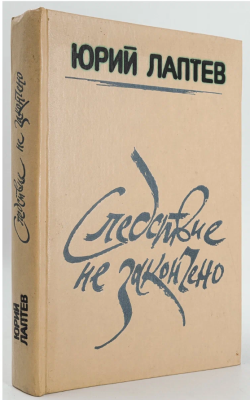 ЮРИЙ ЛАПТЕВ
Следствие
не закончено
Следствие не закончено
ЮРИЙ
ЛАПТЕВ